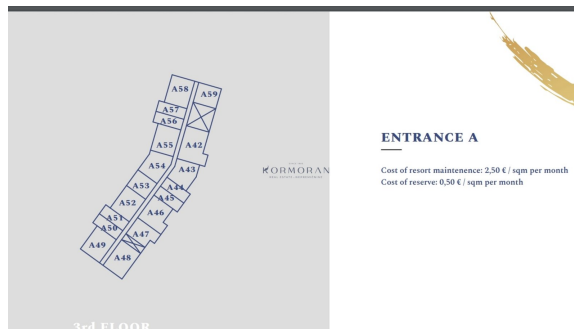 A58
A59
A57
A56
A42
A55
A54
A43
A53
A44
A45
A52
A46
A51
A50
A47
A49
A48
KORMORAN
ENTRANCE A
Cost of resort maintenence: 2,50 € / sqm per month
Cost of reserve: 0,50 € / sqm per month
3rd FLOOR